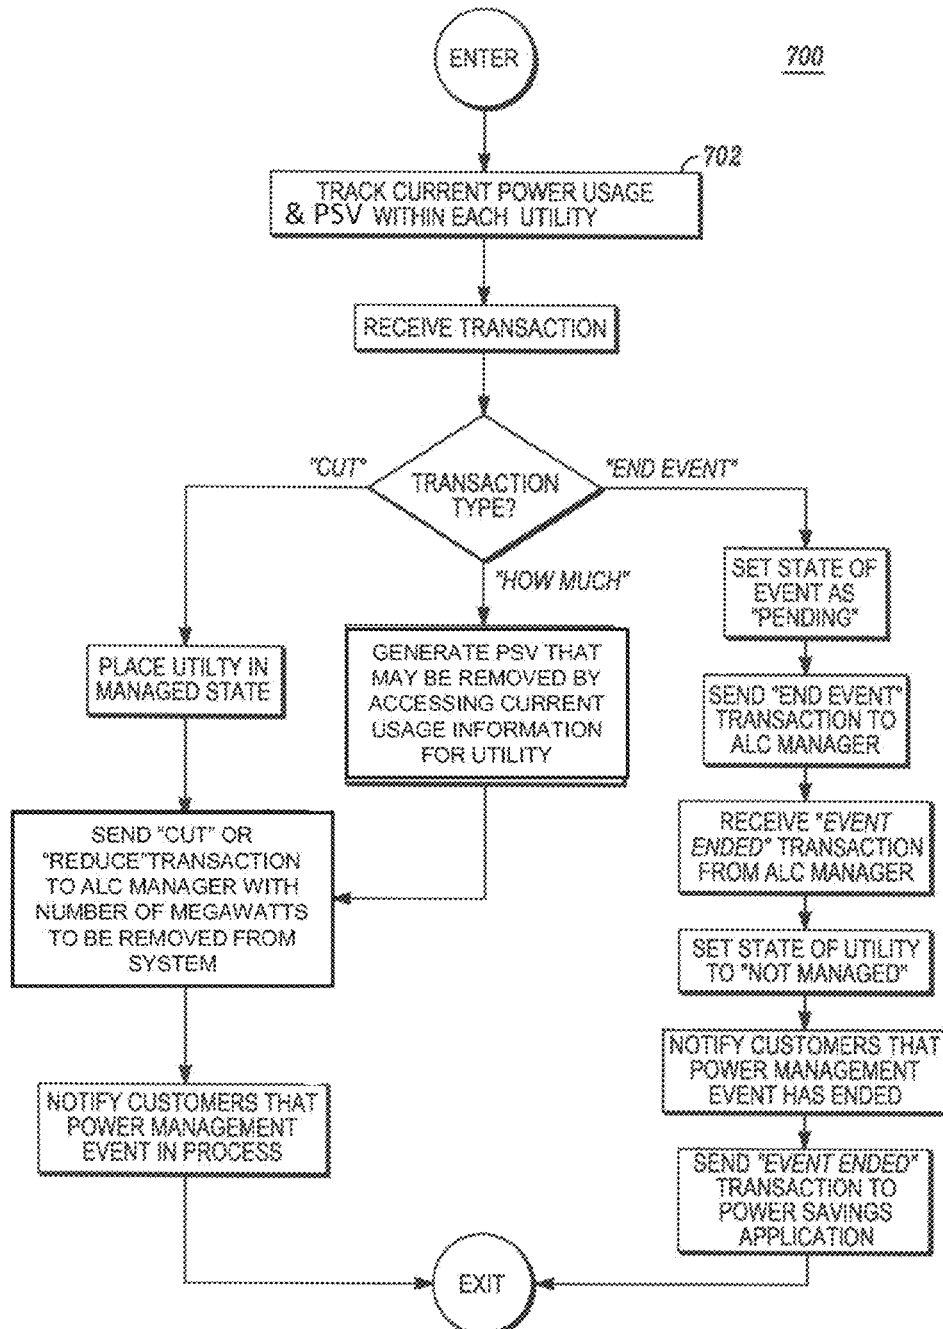 ENTER
700
702
TRACK CURRENT POWER USAGE
& PSV WITHIN EACH UTILITY
RECEIVE TRANSACTION
TRANSACTION
TYPE?
"CUT"
"HOW MUCH"
"END EVENT"
PLACE UTILTY IN
MANAGED STATE
GENERATE PSV THAT
MAY BE REMOVED BY
ACCESSING CURRENT
USAGE INFORMATION
FOR UTILITY
SEND "CUT" OR
"REDUCE"TRANSACTION
TO ALC MANAGER WITH
NUMBER OF MEGAWATTS
TO BE REMOVED FROM
SYSTEM
NOTIFY CUSTOMERS THAT
POWER MANAGEMENT
EVENT IN PROCESS
SET STATE OF
EVENT AS
"PENDING"
SEND "END EVENT"
TRANSACTION TO
ALC MANAGER
RECEIVE "EVENT
ENDED" TRANSACTION
FROM ALC MANAGER
SET STATE OF UTILITY
TO "NOT MANAGED"
NOTIFY CUSTOMERS THAT
POWER MANAGEMENT
EVENT HAS ENDED
SEND "EVENT ENDED"
TRANSACTION TO
POWER SAVINGS
APPLICATION
EXIT